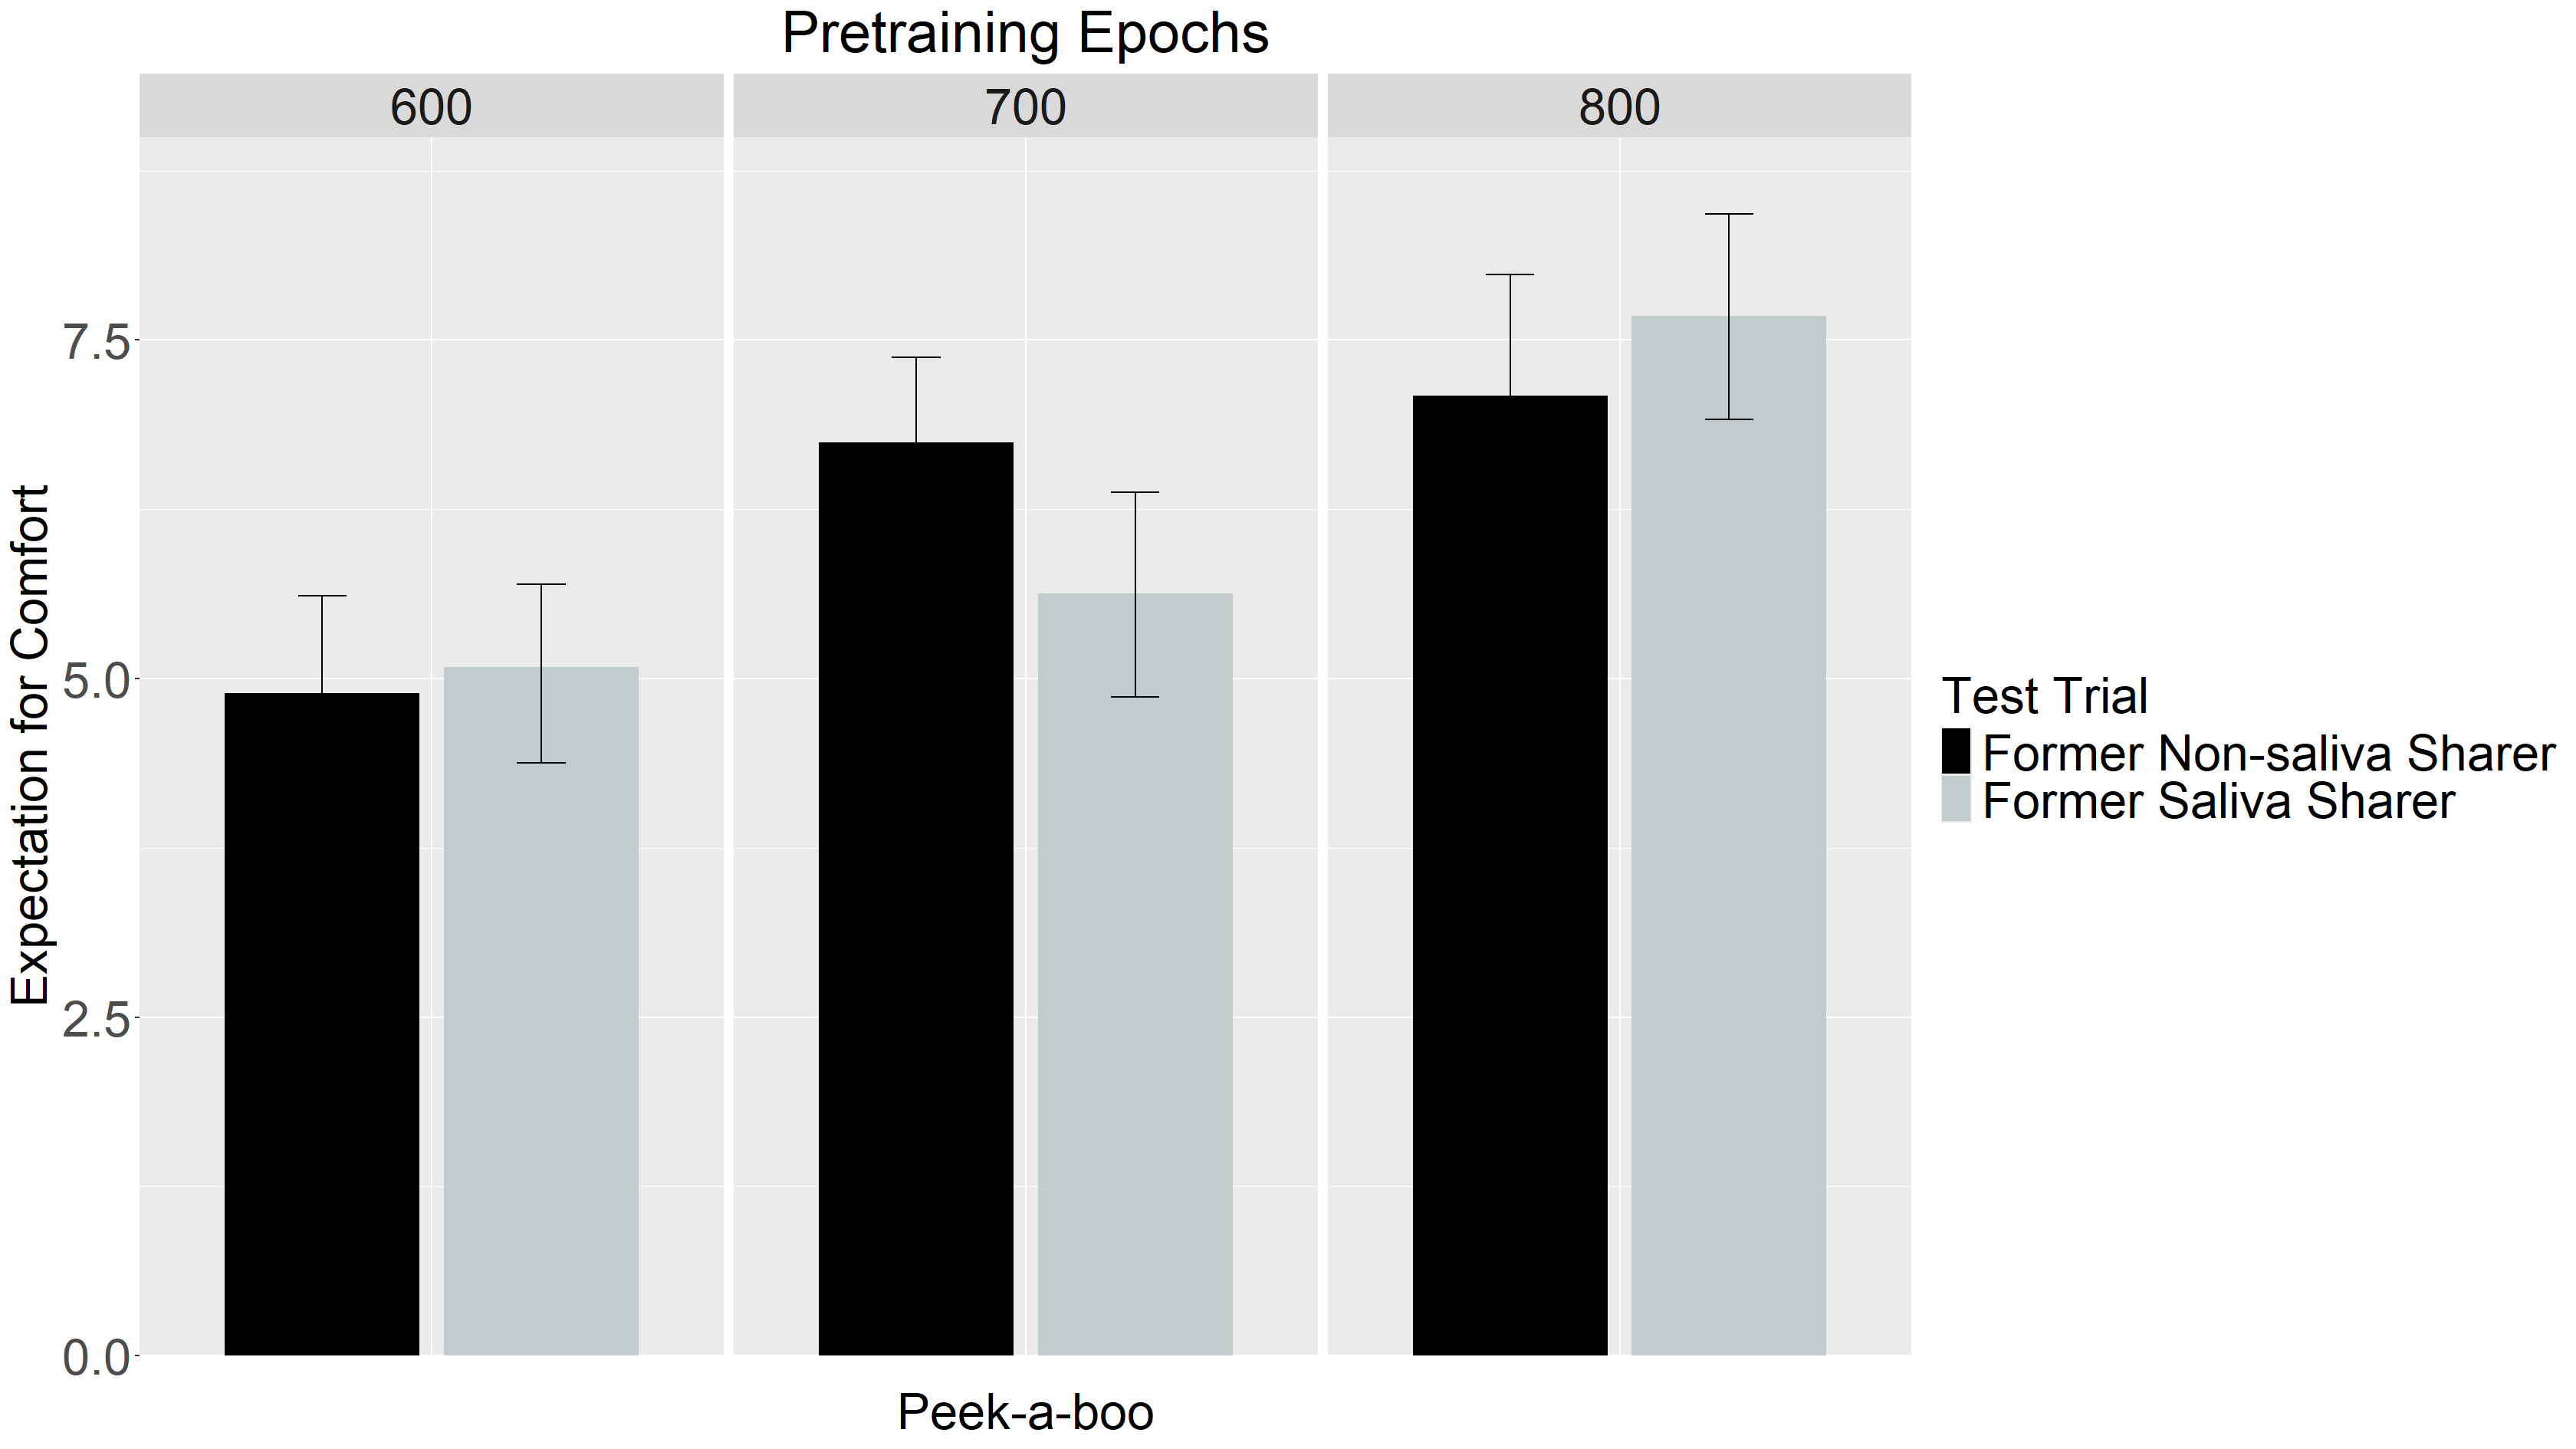 Pretraining Epochs
600 700 800
Expectation for Comfort
7.5
5.0
2.5
0.0
Peek-a-boo
Test Trial
Former Non-saliva Sharer
Former Saliva Sharer